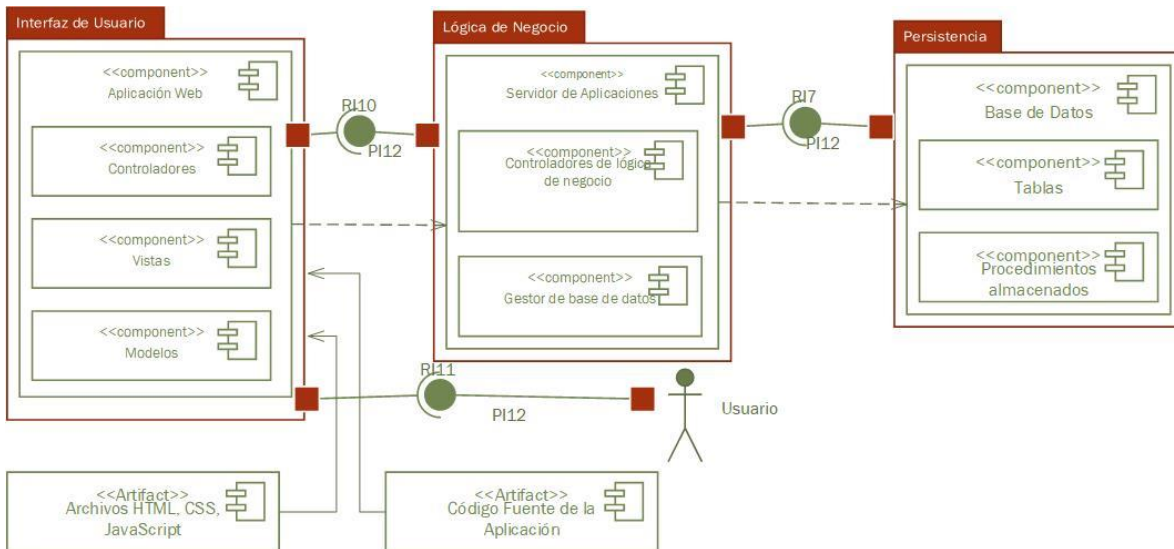 Interfaz de Usuario
<<component>>
Aplicación Web
<<component>>
Controladores
<<component>>
Vistas
<<component>>
Modelos
RI10
PI12
Lógica de Negocio
<<component>>
Servidor de Aplicaciones
<<component>>
Controladores de lógica
de negocio
<<component>>
Gestor de base de datos
RI7
PI12
Persistencia
<<component>>
Base de Datos
<<component>>
Tablas
<<component>>
Procedimientos
almacenados
RI11
PI12
Usuario
<<Artifact>>
Archivos HTML, CSS,
JavaScript
<<Artifact>>
Código Fuente de la
Aplicación